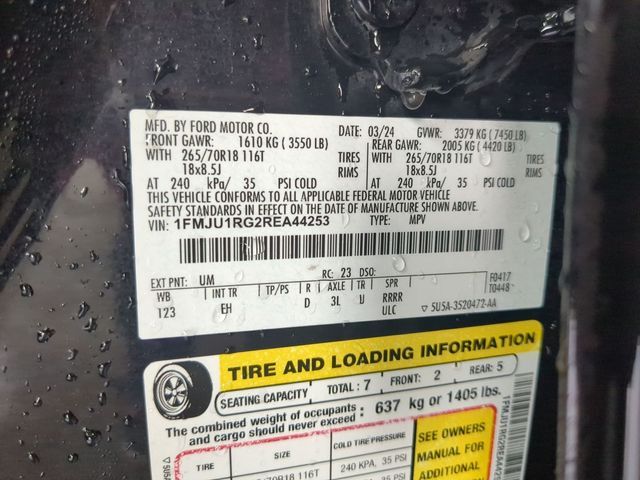 MFD. BY FORD MOTOR CO.
DATE: 03/24 GVWR: 3379 KG ( 7450 LB)
FRONT GAWR: 1610 KG ( 3550 LB) REAR GAWR: 2005 KG ( 4420 LB)
WITH 265/70R18 116T TIRES WITH 265/70R18 116T TIRES
18x8.5J RIMS 18x8.5J RIMS
AT 240 kPa/ 35 PSI COLD AT 240 kPa/ 35 PSI COLD
THIS VEHICLE CONFORMS TO ALL APPLICABLE FEDERAL MOTOR VEHICLE
SAFETY STANDARDS IN EFFECT ON THE DATE OF MANUFACTURE SHOWN ABOVE.
VIN: 1FMJU1RG2REA44253 TYPE: MPV
EXT PNT: UM RC: 23 DSO:
F0417
T0448
WB INT TR TP/PS R AXLE TR SPR
123 EH D 3L IJ RRRR
ULC
5U5A-3520472-AA
TIRE AND LOADING INFORMATION
SEATING CAPACITY TOTAL : 7 FRONT: 2 REAR: 5
The combined weight of occupants
and cargo should never exceed : 637 kg or 1405 lbs.
TIRE SIZE COLD TIRE PRESSURE
/70R18 116T 240 KPA, 35 PSI
SEE OWNERS
MANUAL FOR
ADDITIONAL